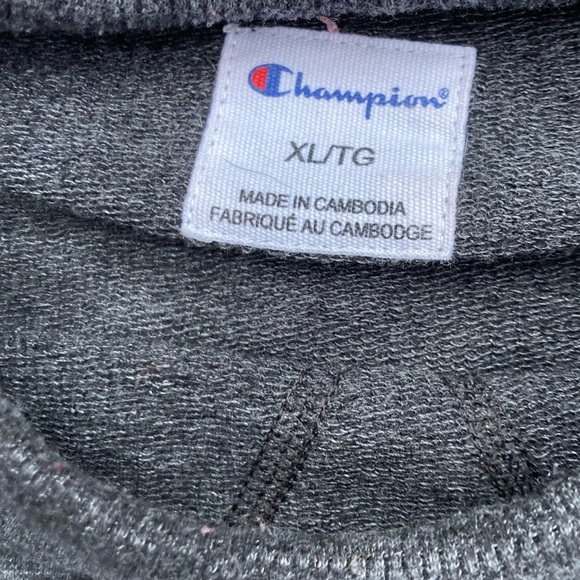 Champion®
XL/TG
MADE IN CAMBODIA
FABRIQUÉ AU CAMBODGE